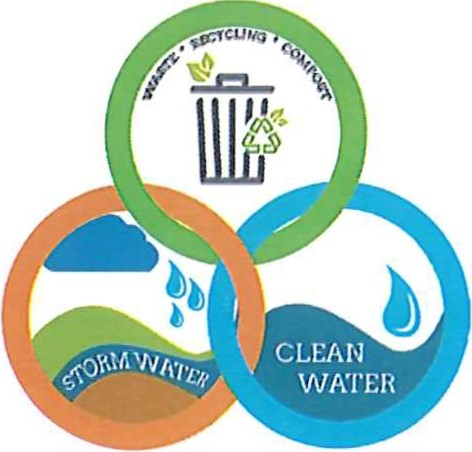 WASTE * RECYCLING * COMPOST
STORM WATER
CLEAN
WATER